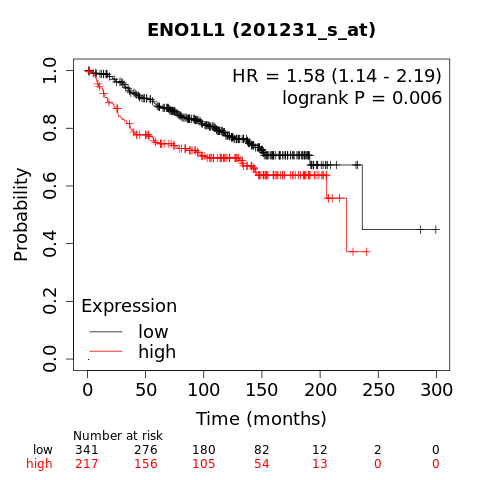 ENO1L1 (201231_s_at)
HR = 1.58 (1.14 - 2.19)
logrank P = 0.006
Probability
0.0 0.2 0.4 0.6 0.8 1.0
Expression
low
high
0 50 100 150 200 250 300
Time (months)
Number at risk
low 341 276 180 82 12 2 0
high 217 156 105 54 13 0 0